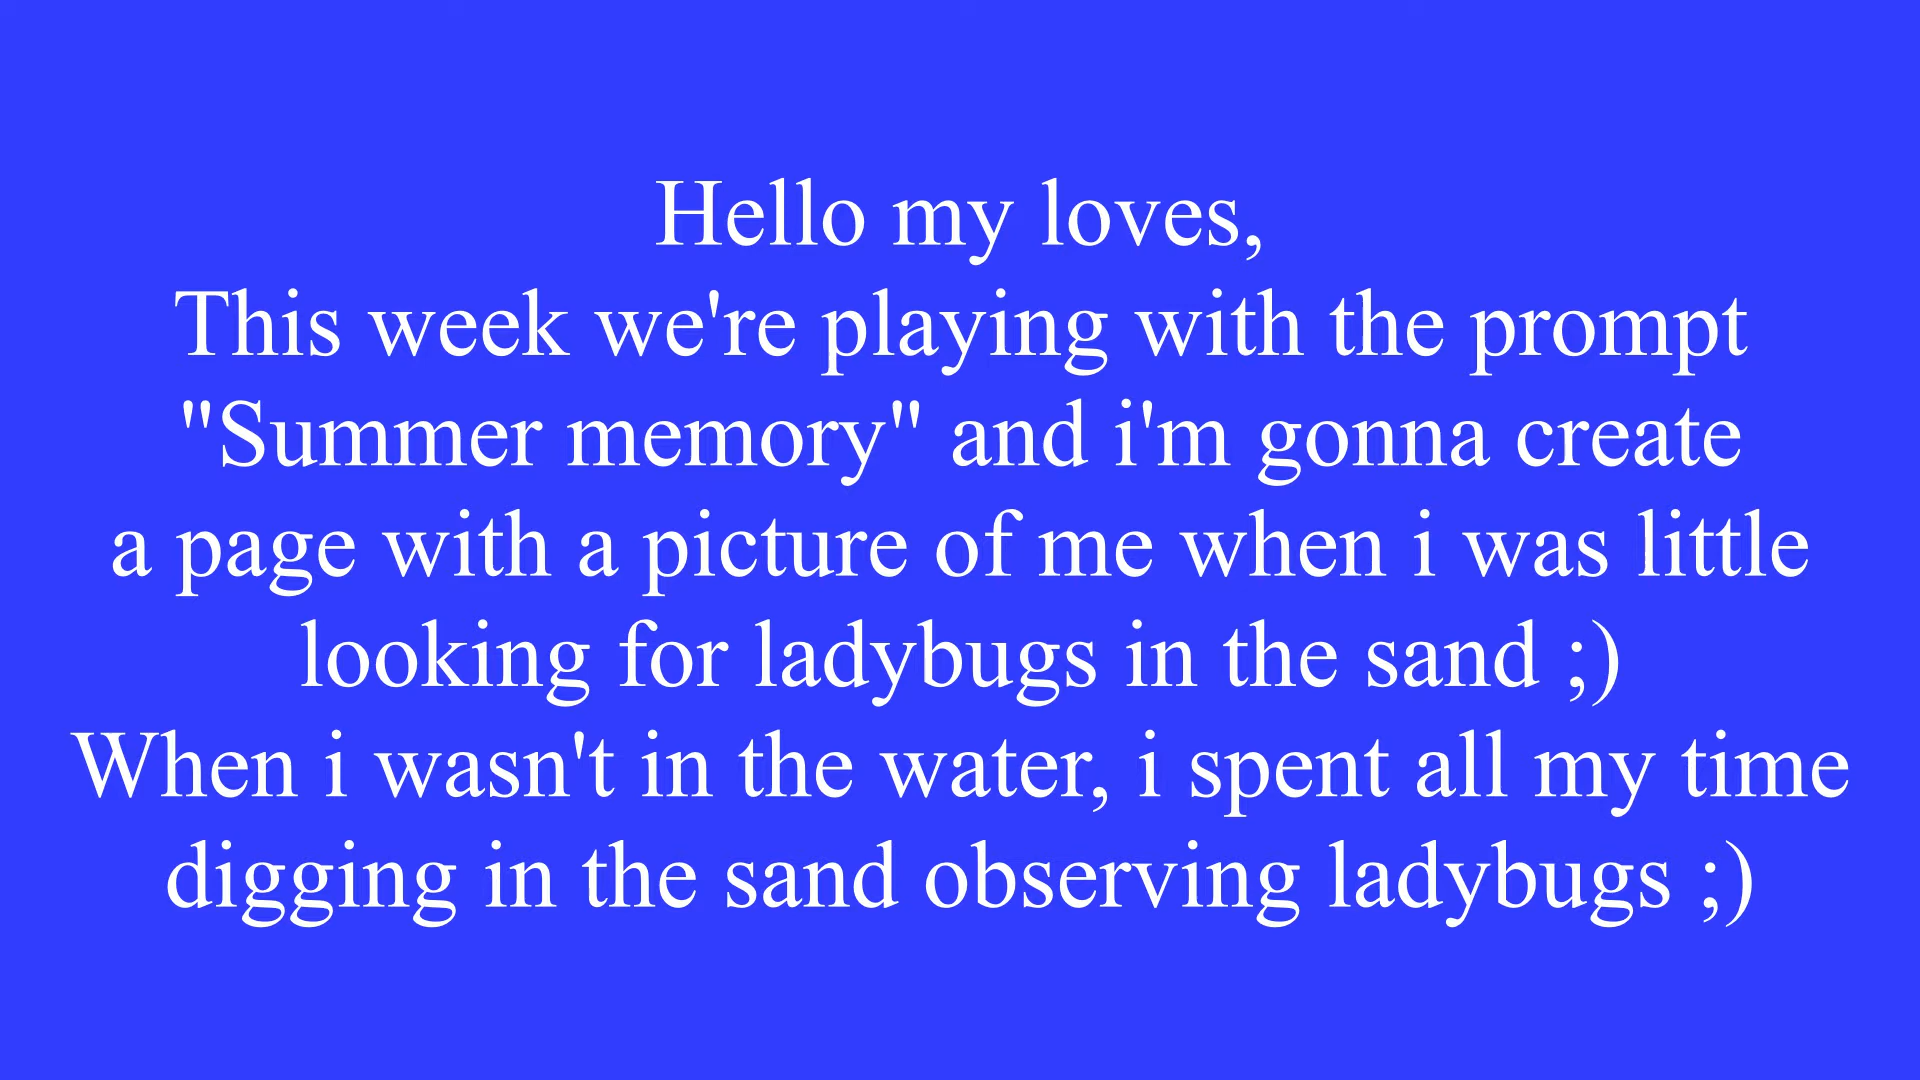 Hello my loves,
This week we're playing with the prompt
"Summer memory" and i'm gonna create
a page with a picture of me when i was little
looking for ladybugs in the sand ;)
When i wasn't in the water, i spent all my time
digging in the sand observing ladybugs ;)